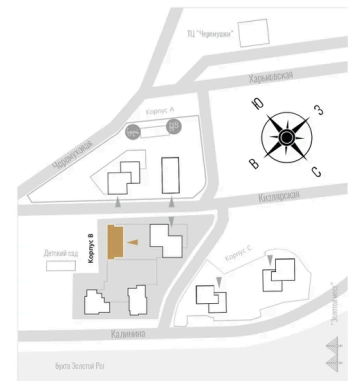 ТЦ "Черемушки"
Харьковская
Корпус А
Ю
З
В
С
Черемуховая
Кизлярская
Корпус В
Детский сад
Корпус С
Калинина
бухта Золотой Рог